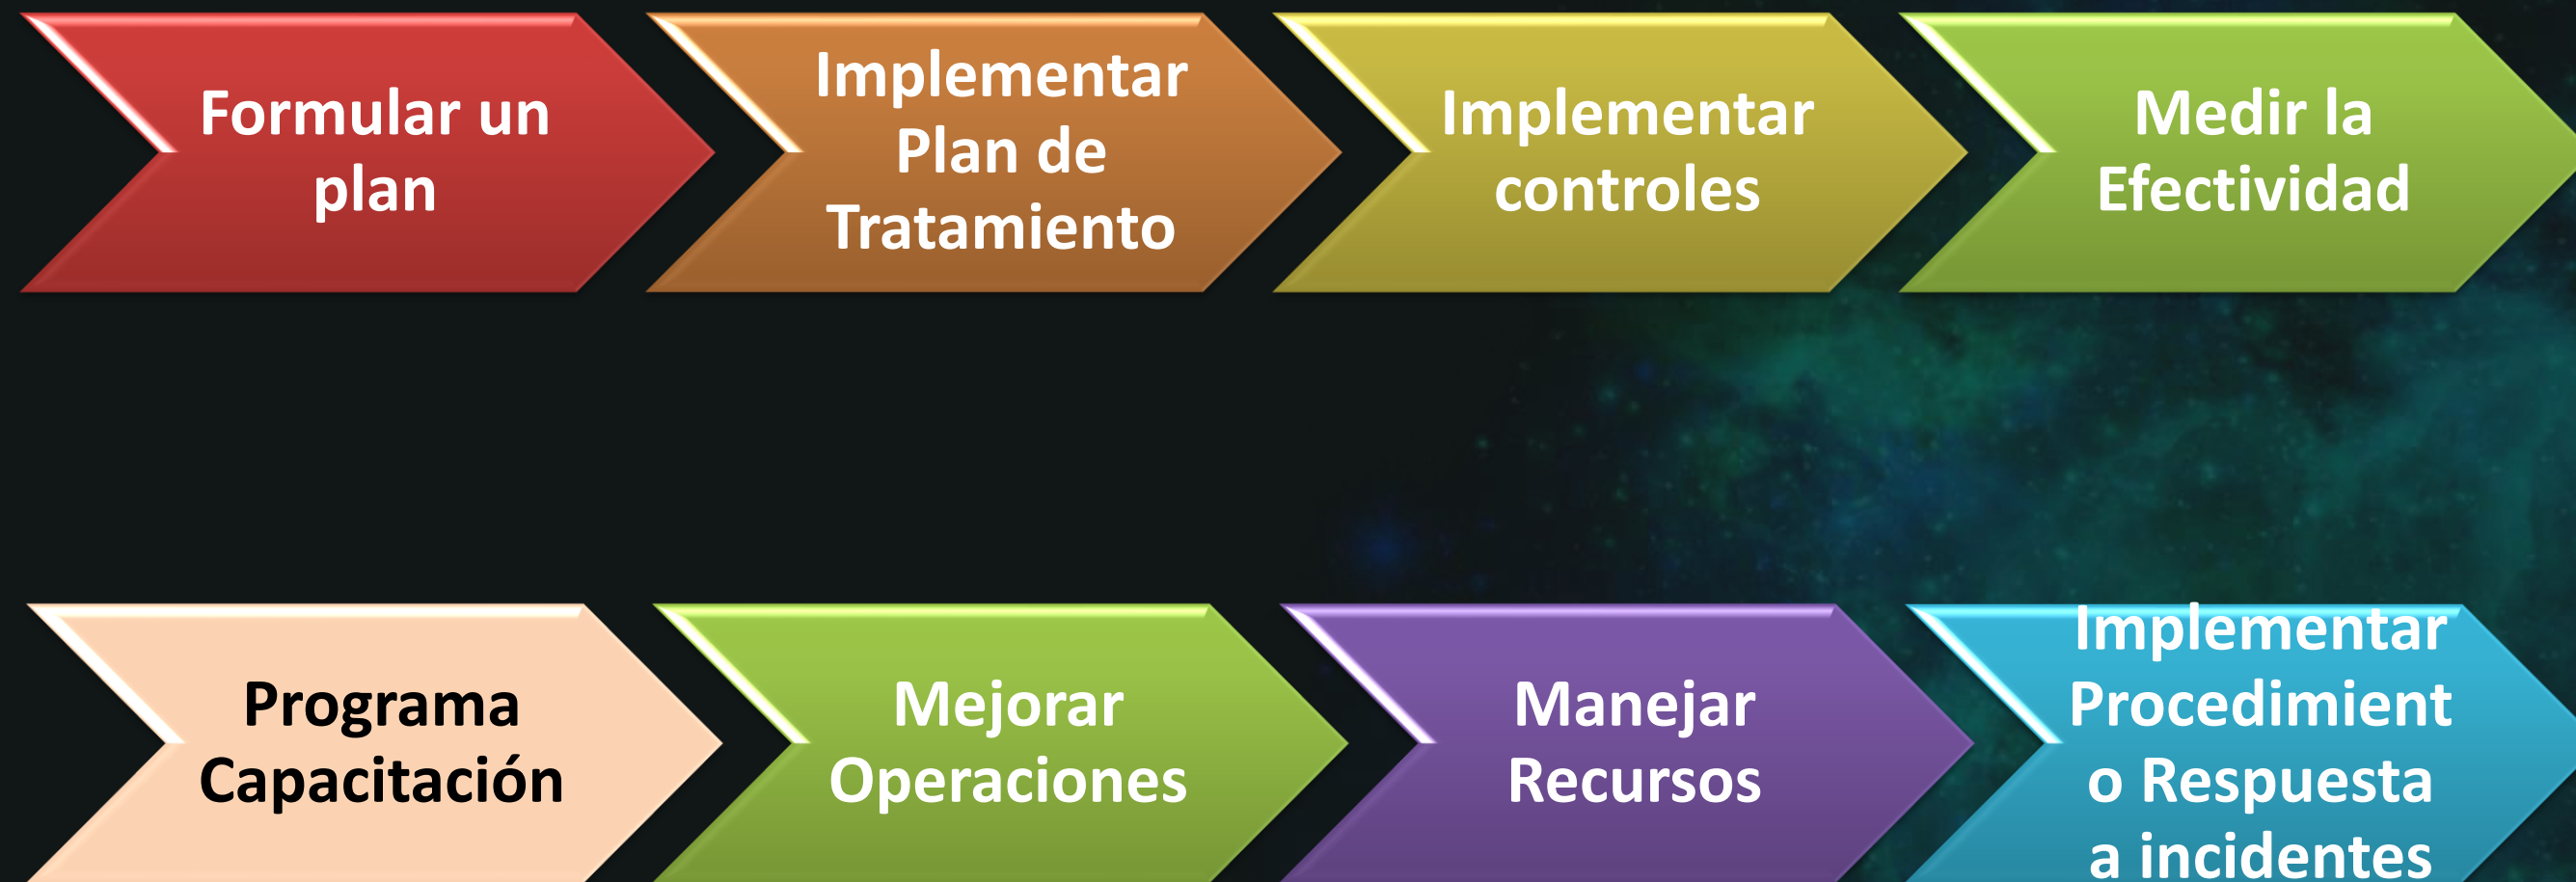 Formular un
plan
Implementar
Plan de
Tratamiento
Implementar
controles
Medir la
Efectividad
Programa
Capacitación
Mejorar
Operaciones
Manejar
Recursos
Implementar
Procedimient
o Respuesta
a incidentes